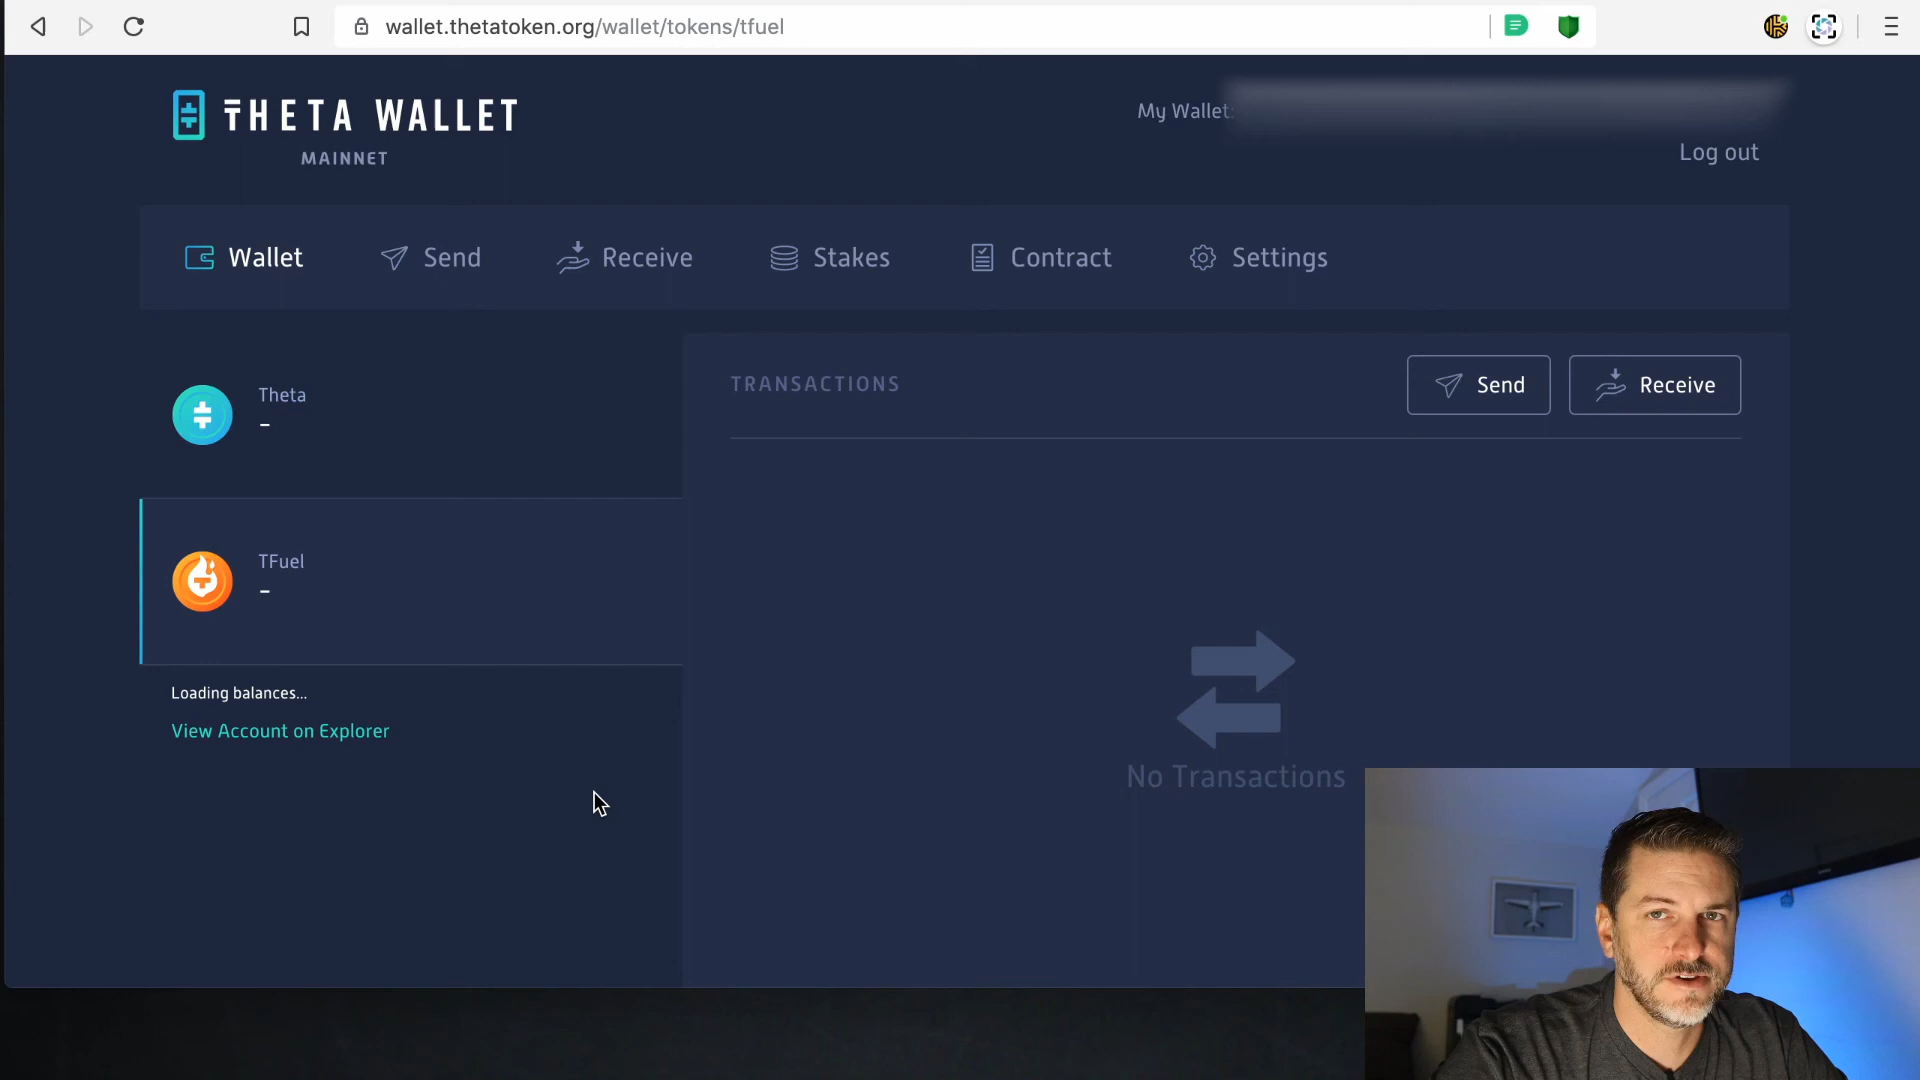 wallet.thetatoken.org/wallet/tokens/tfuel
THETA WALLET
MAINNET
My Wallet:
Log out
Wallet
Send
Receive
Stakes
Contract
Settings
Theta
–
TFuel
–
Loading balances...
View Account on Explorer
TRANSACTIONS
Send
Receive
No Transactions